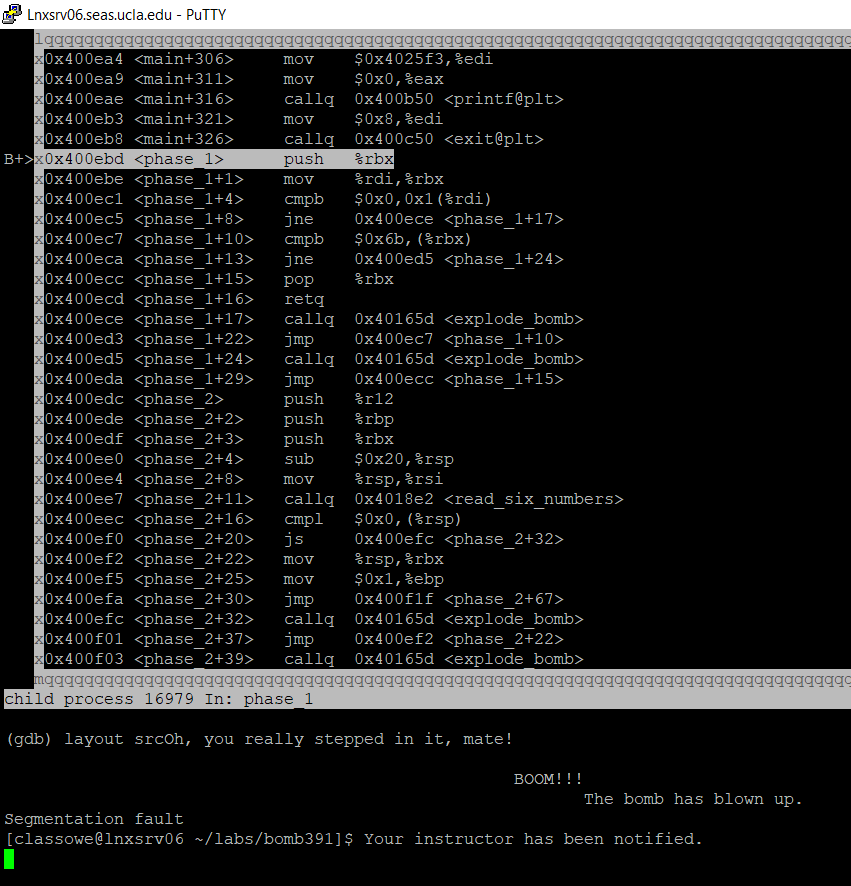 Lnxsrv06.seas.ucla.edu - PuTTY
lqqqqqqqqqqqqqqqqqqqqqqqqqqqqqqqqqqqqqqqqqqqqqqqqqqqqqqqqqqqqqqqqqqqqqqqqqqqqqqqqq
x0x400ea4 <main+306> mov $0x4025f3,%edi
x0x400ea9 <main+311> mov $0x0,%eax
x0x400eae <main+316> callq 0x400b50 <printf@plt>
x0x400eb3 <main+321> mov $0x8,%edi
x0x400eb8 <main+326> callq 0x400c50 <exit@plt>
B+>x0x400ebd <phase_1> push %rbx
x0x400ebe <phase_1+1> mov %rdi,%rbx
x0x400ec1 <phase_1+4> cmpb $0x0,0x1(%rdi)
x0x400ec5 <phase_1+8> jne 0x400ece <phase_1+17>
x0x400ec7 <phase_1+10> cmpb $0x6b,(%rbx)
x0x400eca <phase_1+13> jne 0x400ed5 <phase_1+24>
x0x400ecc <phase_1+15> pop %rbx
x0x400ecd <phase_1+16> retq
x0x400ece <phase_1+17> callq 0x40165d <explode_bomb>
x0x400ed3 <phase_1+22> jmp 0x400ec7 <phase_1+10>
x0x400ed5 <phase_1+24> callq 0x40165d <explode_bomb>
x0x400eda <phase_1+29> jmp 0x400ecc <phase_1+15>
x0x400edc <phase_2> push %r12
x0x400ede <phase_2+2> push %rbp
x0x400edf <phase_2+3> push %rbx
x0x400ee0 <phase_2+4> sub $0x20,%rsp
x0x400ee4 <phase_2+8> mov %rsp,%rsi
x0x400ee7 <phase_2+11> callq 0x4018e2 <read_six_numbers>
x0x400eec <phase_2+16> cmpl $0x0,(%rsp)
x0x400ef0 <phase_2+20> js 0x400efc <phase_2+32>
x0x400ef2 <phase_2+22> mov %rsp,%rbx
x0x400ef5 <phase_2+25> mov $0x1,%ebp
x0x400efa <phase_2+30> jmp 0x400f1f <phase_2+67>
x0x400efc <phase_2+32> callq 0x40165d <explode_bomb>
x0x400f01 <phase_2+37> jmp 0x400ef2 <phase_2+22>
x0x400f03 <phase_2+39> callq 0x40165d <explode_bomb>
mqqqqqqqqqqqqqqqqqqqqqqqqqqqqqqqqqqqqqqqqqqqqqqqqqqqqqqqqqqqqqqqqqqqqqqqqqqqqqqqqq
child process 16979 In: phase_1
(gdb) layout srcOh, you really stepped in it, mate!
BOOM!!!
The bomb has blown up.
Segmentation fault
[classowe@lnxsrv06 ~/labs/bomb391]$ Your instructor has been notified.